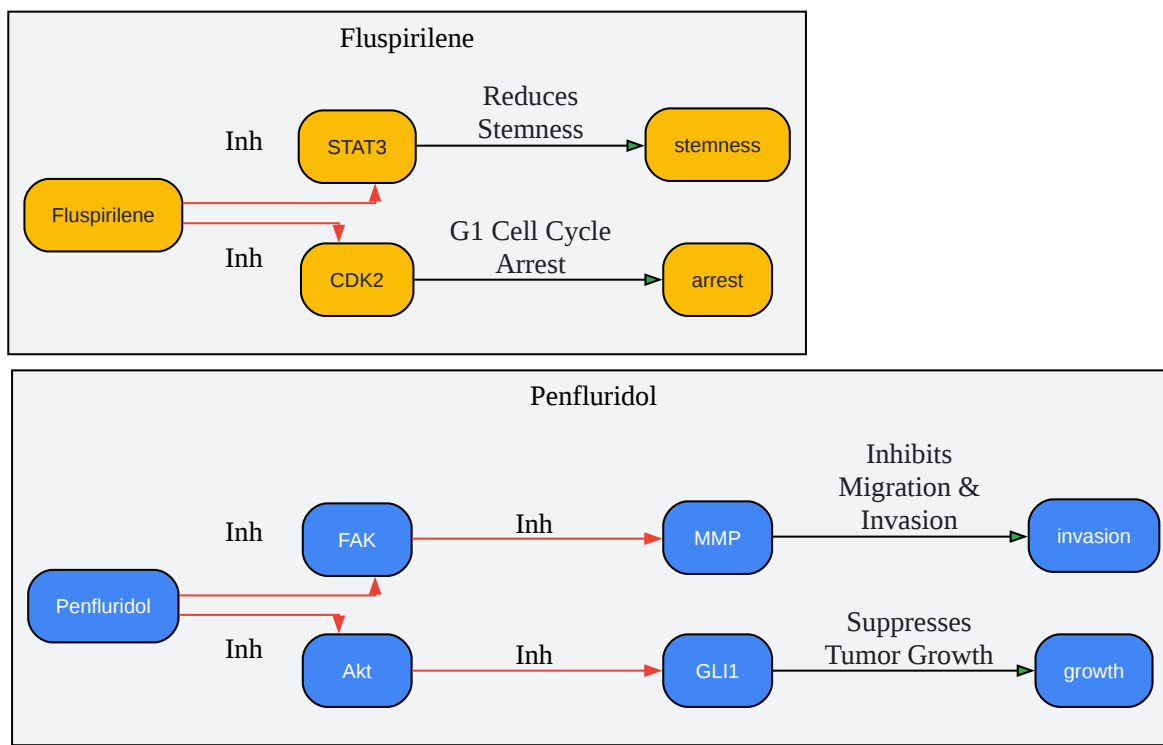 Fluspirilene
Reduces
Stemness
Inh
STAT3
stemness
Fluspirilene
G1 Cell Cycle
Arrest
Inh
CDK2
arrest
Penfluridol
Inhibits
Migration &
Invasion
Inh
FAK
Inh
MMP
invasion
Penfluridol
Suppresses
Tumor Growth
Inh
Akt
Inh
GLI1
growth